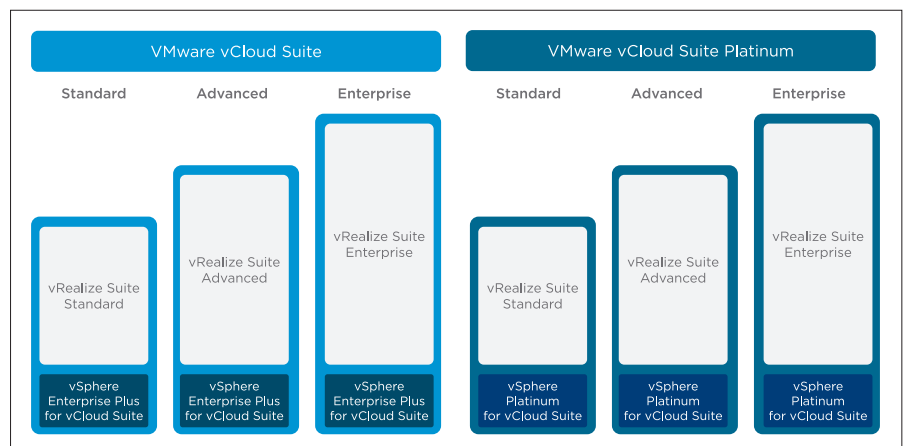 VMware vCloud Suite
VMware vCloud Suite Platinum
Standard
Advanced
Enterprise
Standard
Advanced
Enterprise
vRealize Suite
Standard
vRealize Suite
Advanced
vRealize Suite
Enterprise
vRealize Suite
Standard
vRealize Suite
Advanced
vRealize Suite
Enterprise
vSphere
Enterprise Plus
for vCloud Suite
vSphere
Enterprise Plus
for vCloud Suite
vSphere
Enterprise Plus
for vCloud Suite
vSphere
Platinum
for vCloud Suite
vSphere
Platinum
for vCloud Suite
vSphere
Platinum
for vCloud Suite